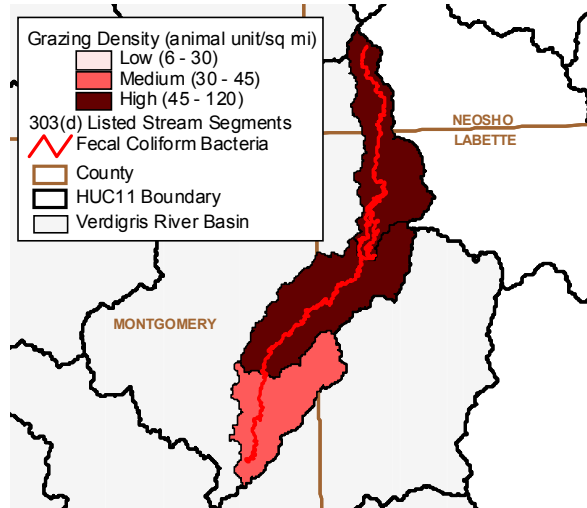 Grazing Density (animal unit/sq mi)
Low (6 - 30)
Medium (30 - 45)
High (45 - 120)
303(d) Listed Stream Segments
Fecal Coliform Bacteria
County
HUC11 Boundary
Verdigris River Basin
NEOSHO
LABETTE
MONTGOMERY